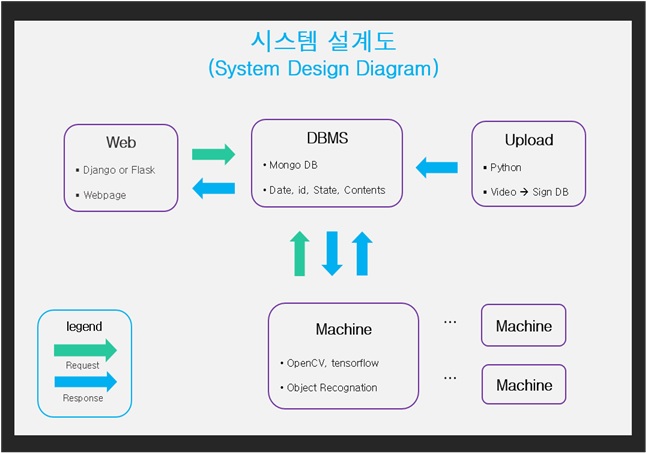 시스템 설계도
(System Design Diagram)
Web
▪ Django or Flask
▪ Webpage
DBMS
• Mongo DB
• Date, id, State, Contents
Upload
▪ Python
▪ Video → Sign DB
legend
Request
Response
Machine
• OpenCV, tensorflow
• Object Recognation
... Machine
... Machine